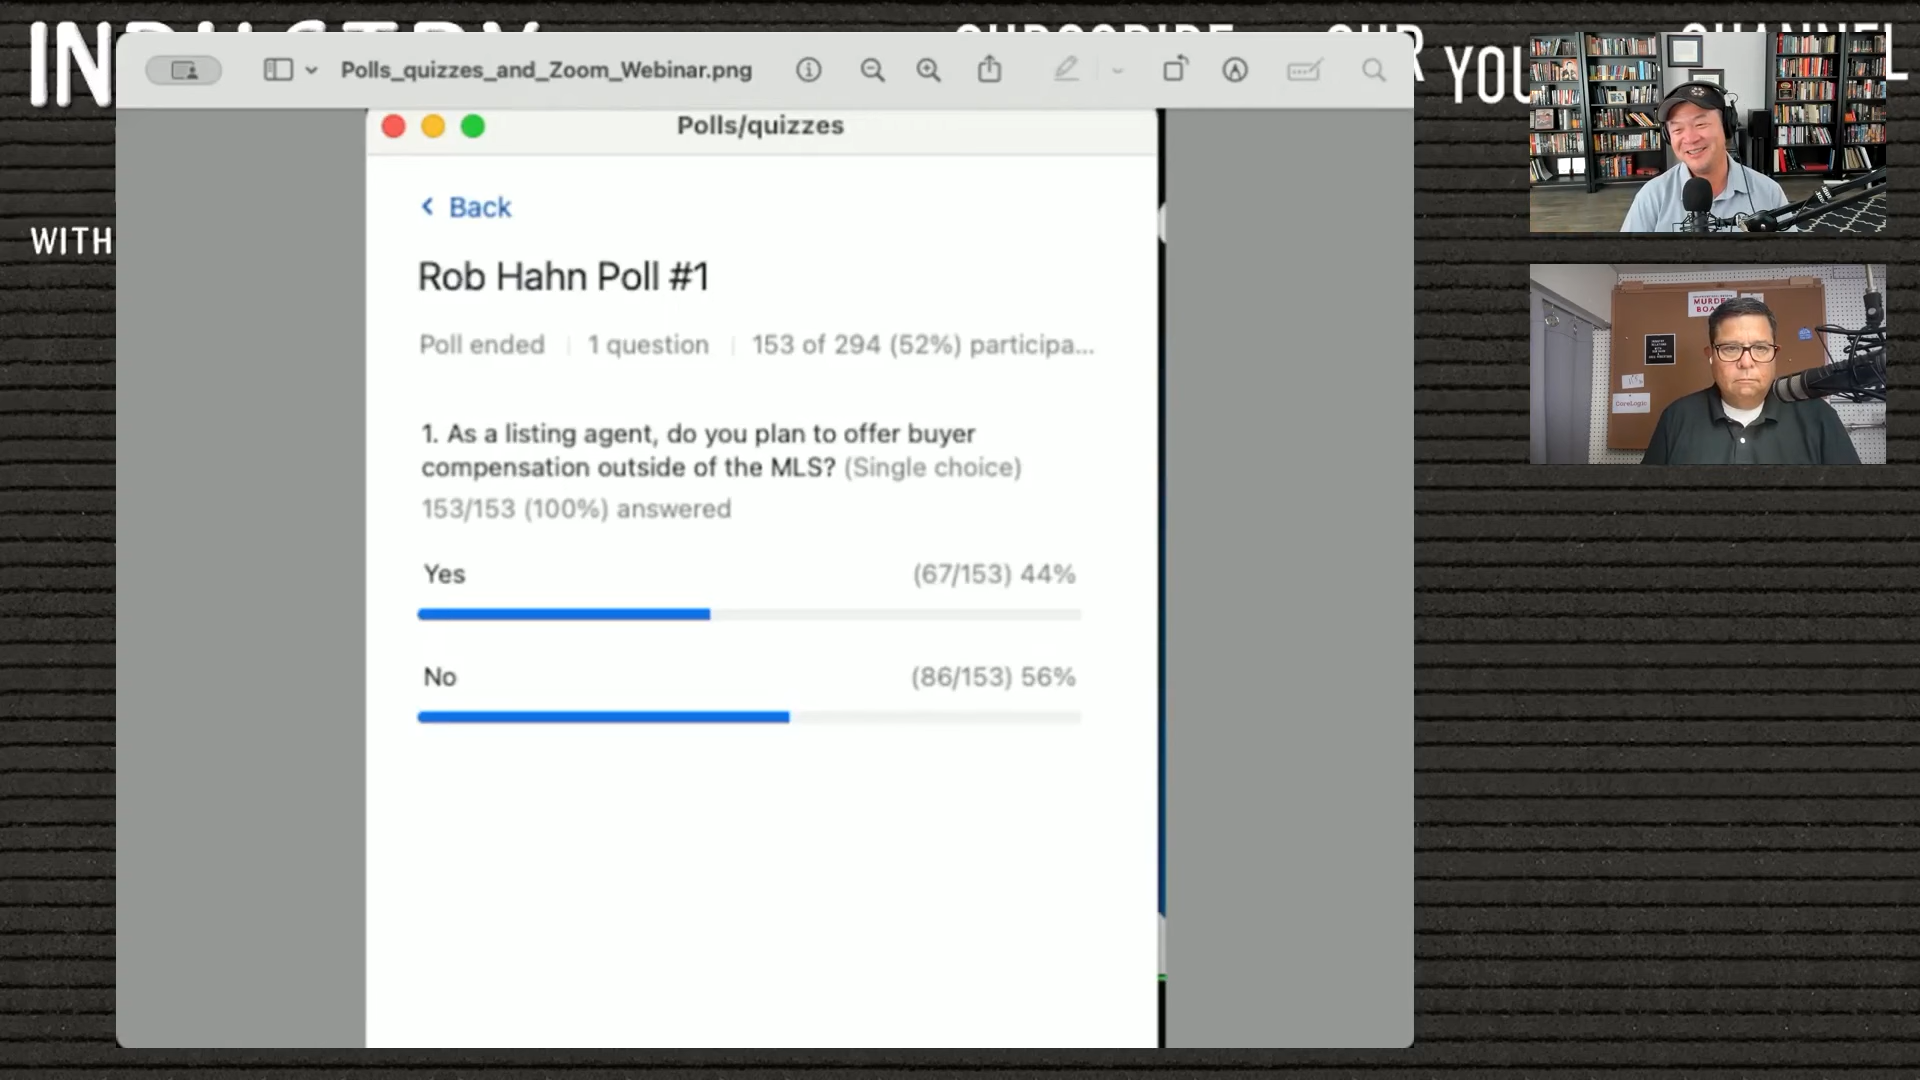 Polls_quizzes_and_Zoom_Webinar.png
Polls/quizzes
Back
Rob Hahn Poll #1
Poll ended | 1 question | 153 of 294 (52%) participa...
1. As a listing agent, do you plan to offer buyer
compensation outside of the MLS? (Single choice)
153/153 (100%) answered
Yes (67/153) 44%
No (86/153) 56%
WITH
CoreLogic